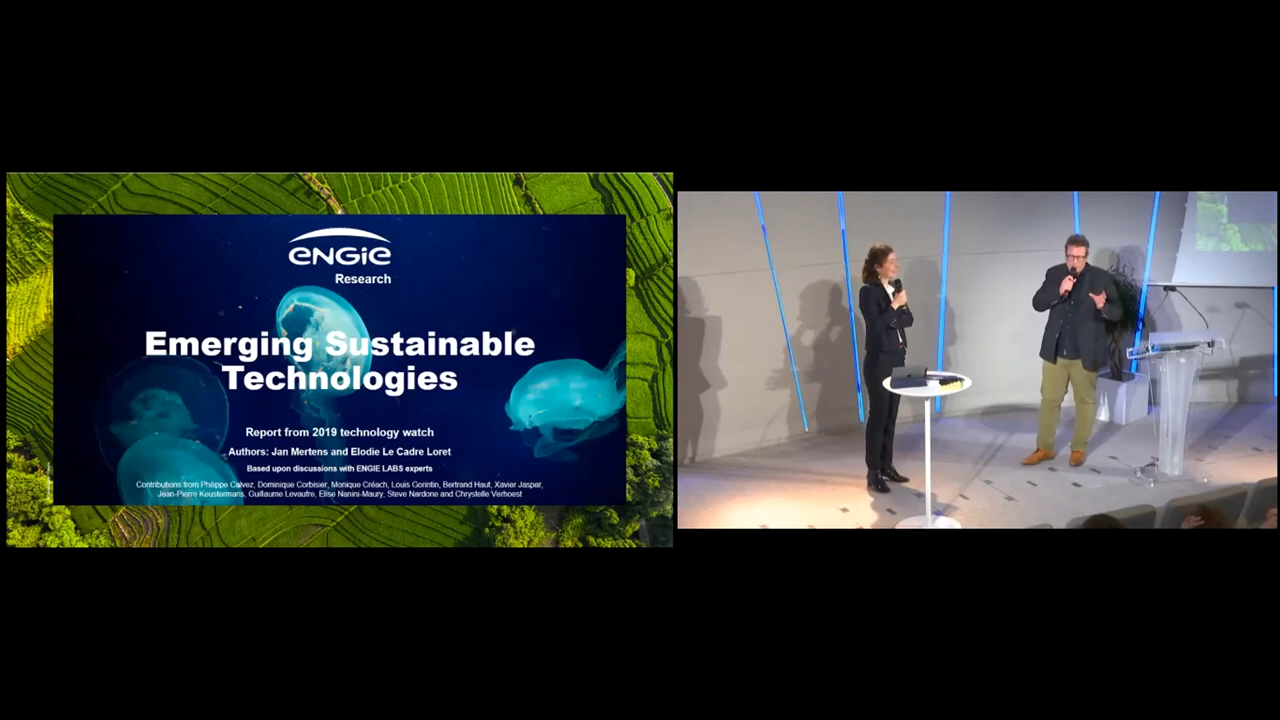 ENGIE
Research
Emerging Sustainable
Technologies
Report from 2019 technology watch
Authors: Jan Mertens and Elodie Le Cadre Loret
Based upon discussions with ENGIE LABS experts
Contributions from Philippe Calvez, Dominique Corbisier, Monique Créach, Louis Gorintin, Bertrand Haut, Xavier Jaspar,
Jean-Pierre Keustermans, Guillaume Levaufre, Elise Nanini-Maury, Steve Nardone and Chrystelle Verhoest